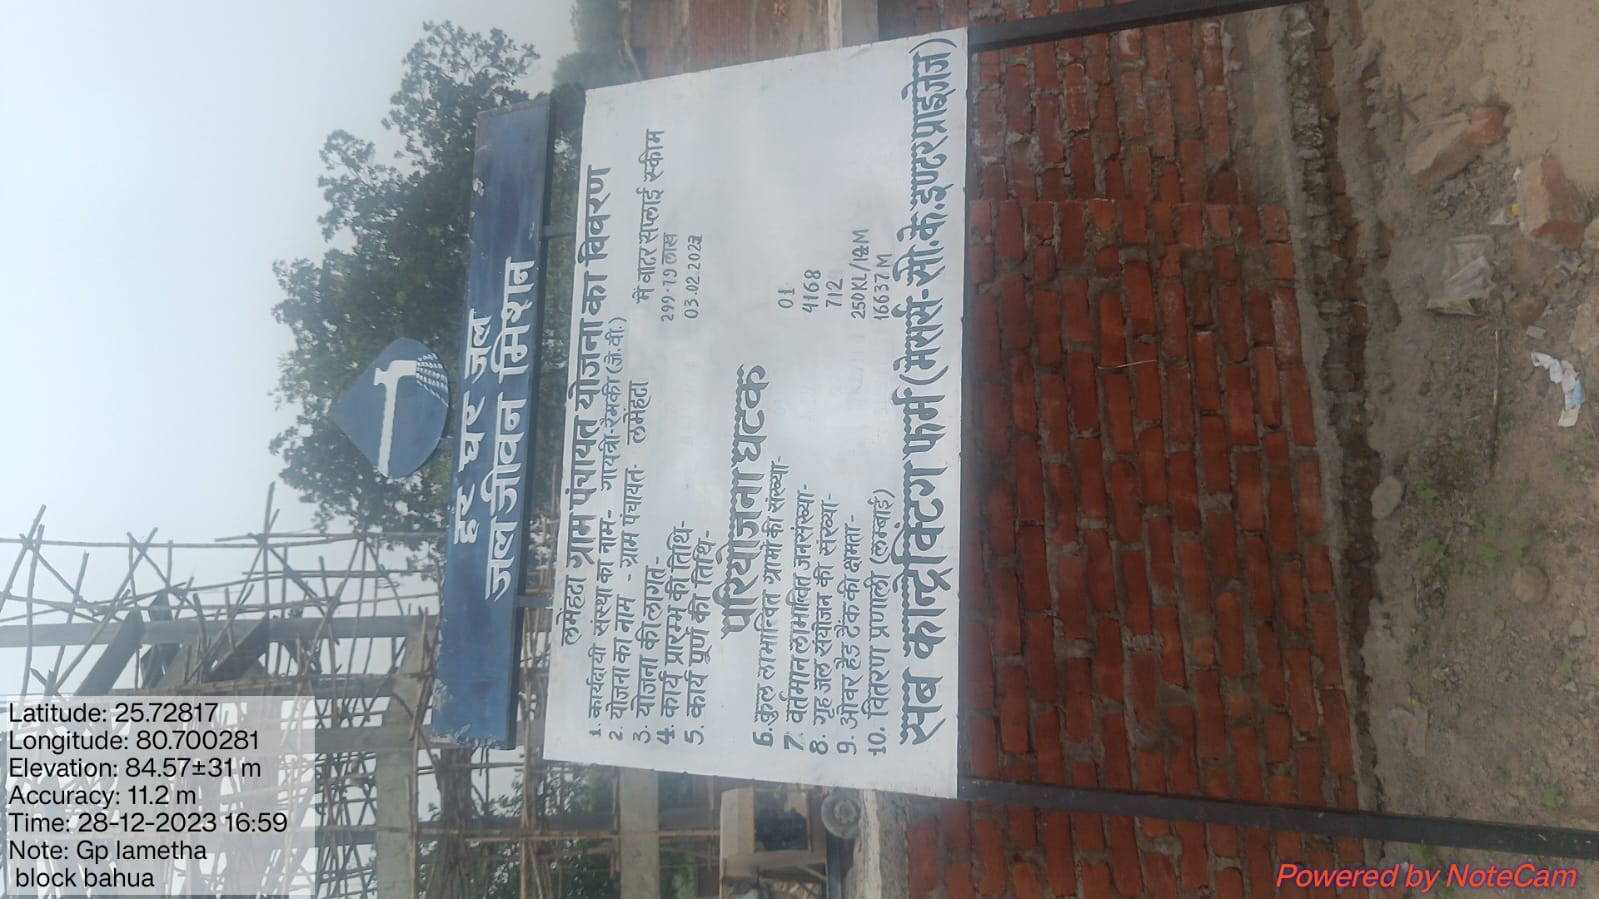 हर घर जल
जल जीवन मिशन
लमेंहटा ग्राम पंचायत योजना का विवरण
1. कार्यदायी संस्था का नाम- गायत्री-रैमकी (जे.वी.)
2. योजना का नाम - ग्राम पंचायत- लमेंहटा में वाटर सप्लाई स्कीम
3. योजना की लागत- 299.79 लाख
4. कार्य प्रारम्भ की तिथि- 03.02.2023
5. कार्य पूर्ण की तिथि-
परियोजना घटक
6. कुल लाभान्वित ग्रामो की संख्या- 01
7. वर्तमान लाभान्वित जनसंख्या- 4168
8. गृह जल संयोजन की संख्या- 712
9. ओवर हैड टैंक की क्षमता- 250KL/12M
10. वितरण प्रणाली (लम्बाई) 16637M
सब कान्ट्रेक्टिंग फर्म (मेसर्स-सी.के.इण्टरप्राइजेज)
Latitude: 25.72817
Longitude: 80.700281
Elevation: 84.57±31 m
Accuracy: 11.2 m
Time: 28-12-2023 16:59
Note: Gp lametha
block bahua
Powered by NoteCam